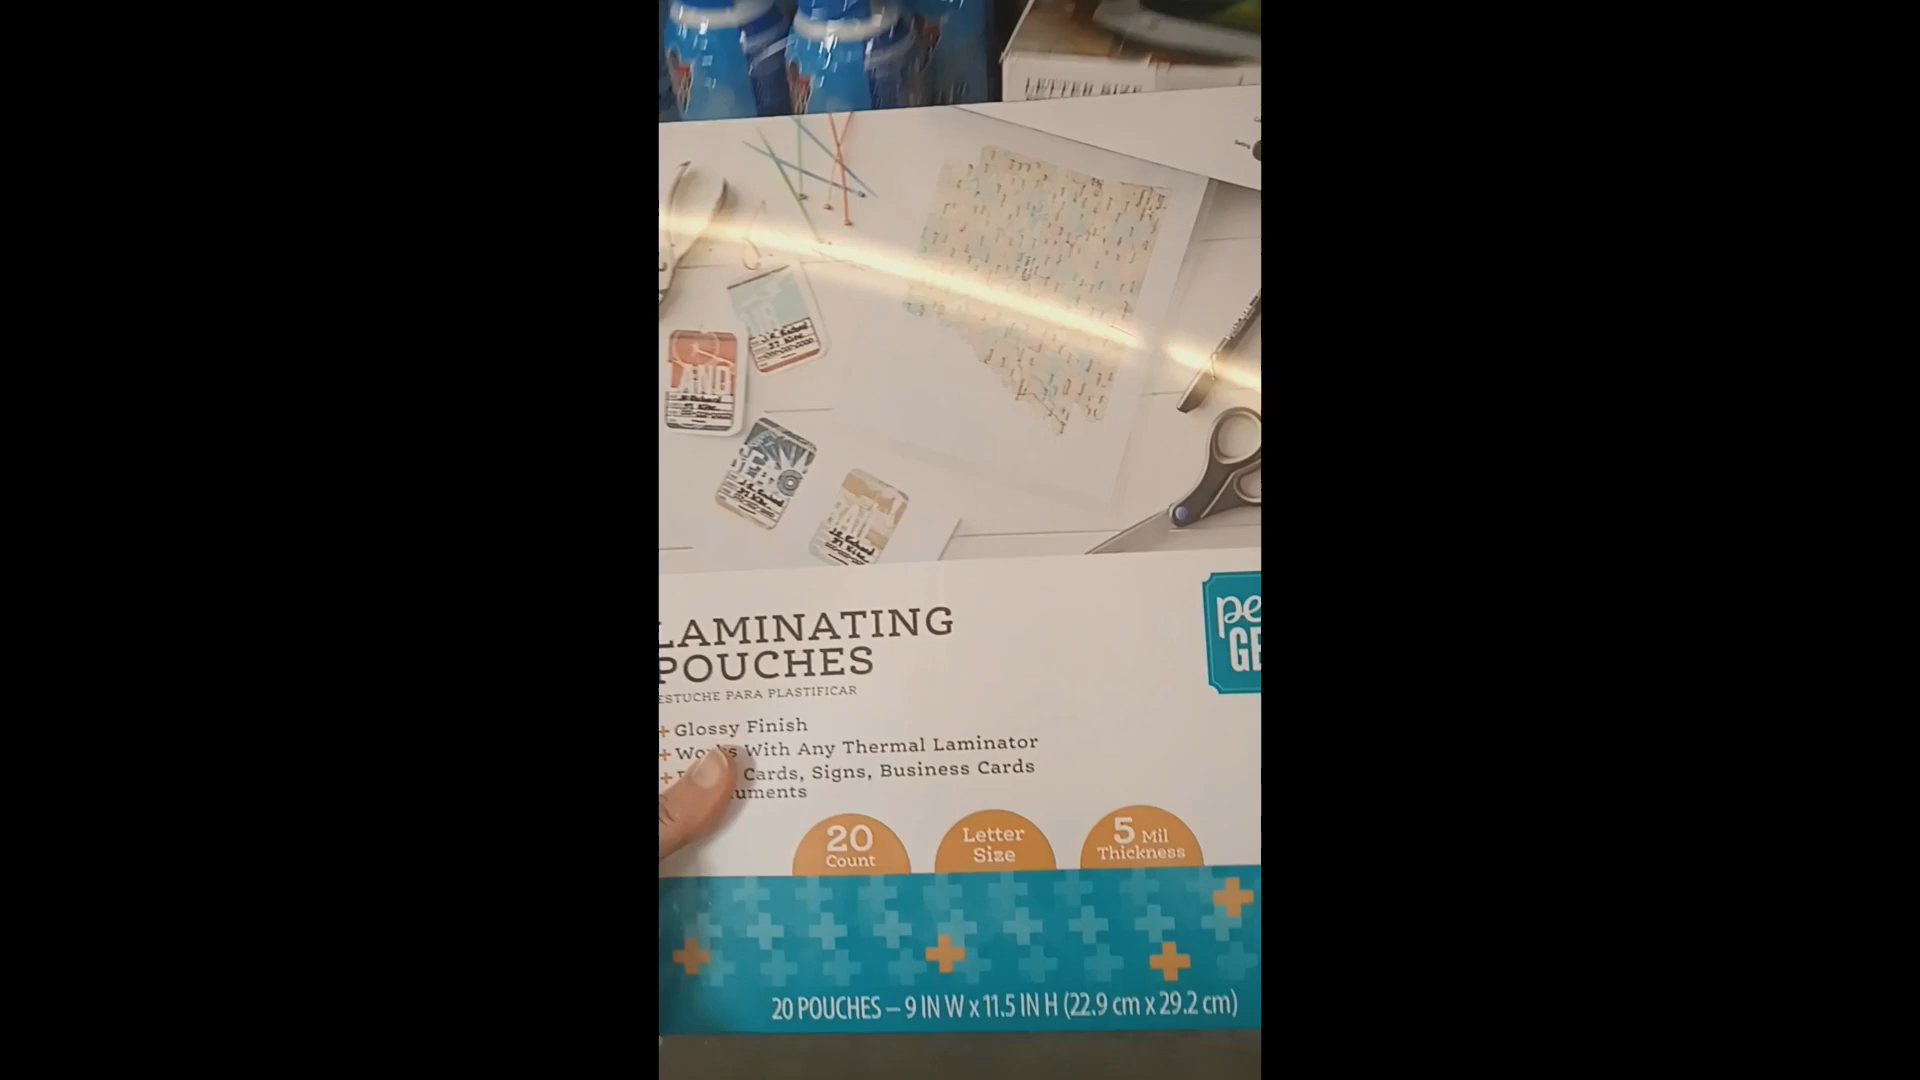 LETTER SIZE
LAND
LAMINATING
POUCHES
ESTUCHE PARA PLASTIFICAR
+ Glossy Finish
+ Works With Any Thermal Laminator
+ Cards, Signs, Business Cards
20
Count
Letter
Size
5 Mil
Thickness
20 POUCHES – 9 IN W x 11.5 IN H (22.9 cm x 29.2 cm)